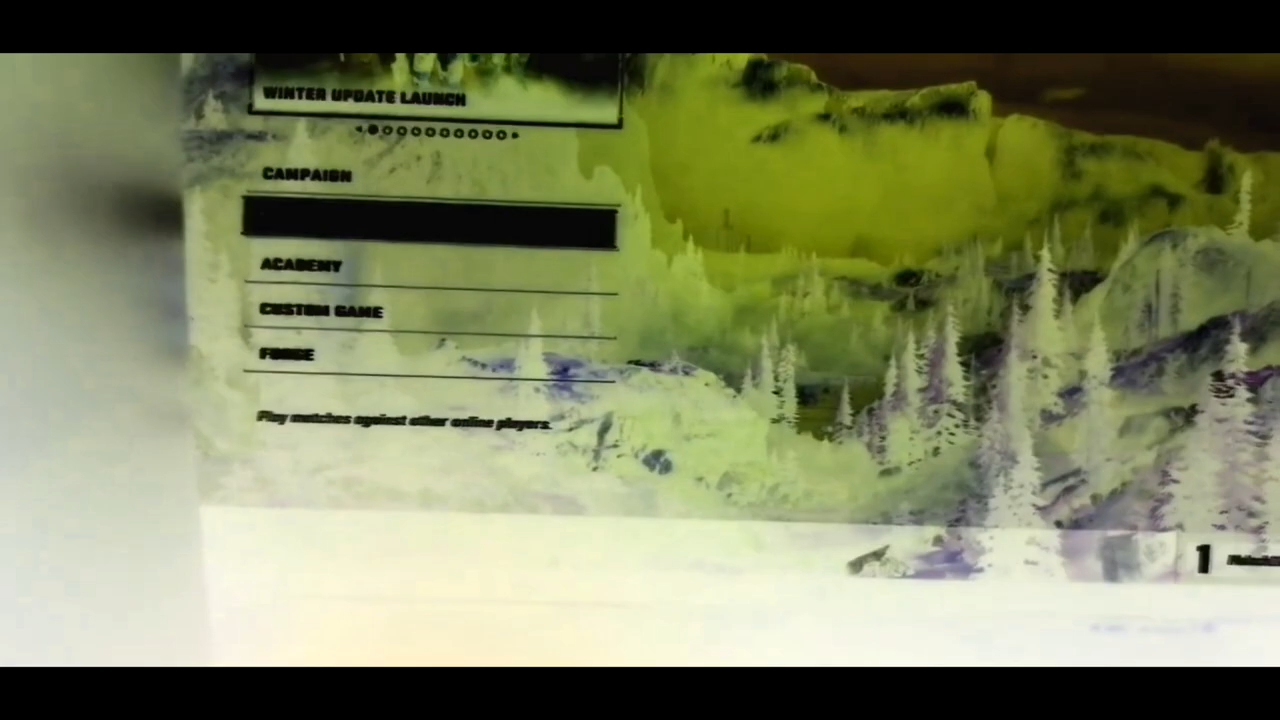 WINTER UPDATE LAUNCH
CAMPAIGN
ACADEMY
CUSTOM GAME
FORGE
Play matches against other online players.
1